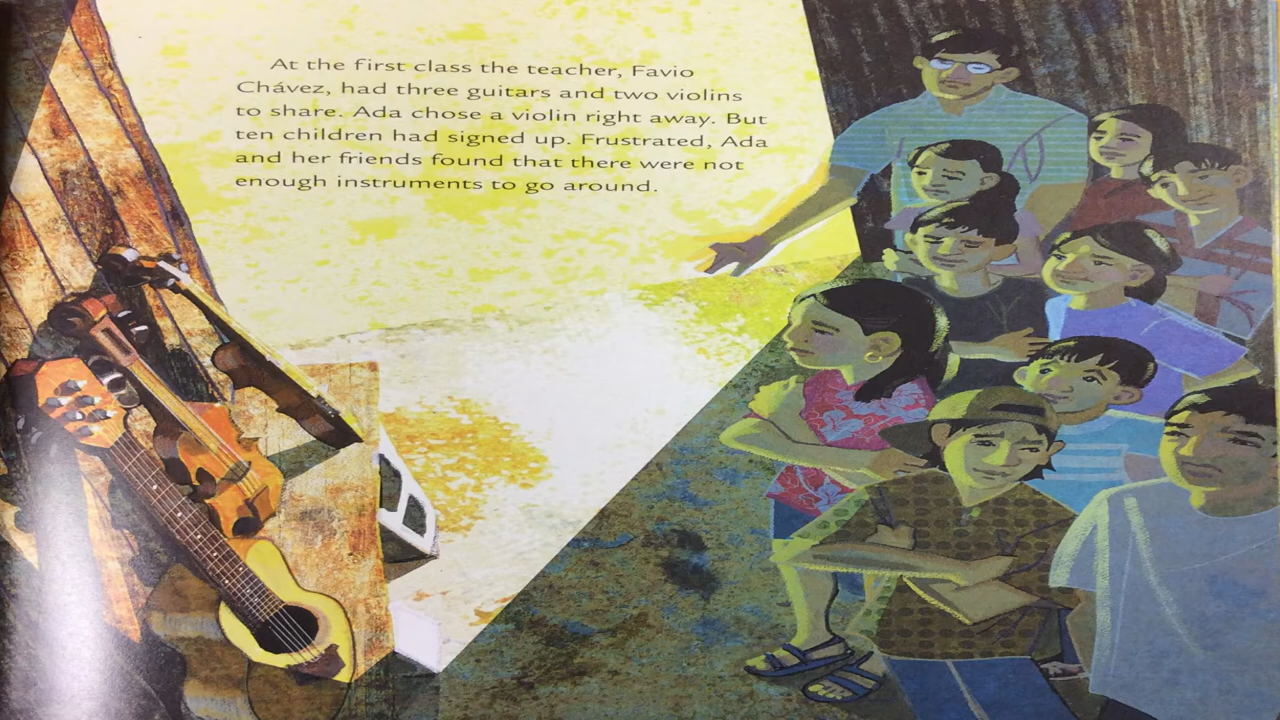 At the first class the teacher, Favio
Chávez, had three guitars and two violins
to share. Ada chose a violin right away. But
ten children had signed up. Frustrated, Ada
and her friends found that there were not
enough instruments to go around.